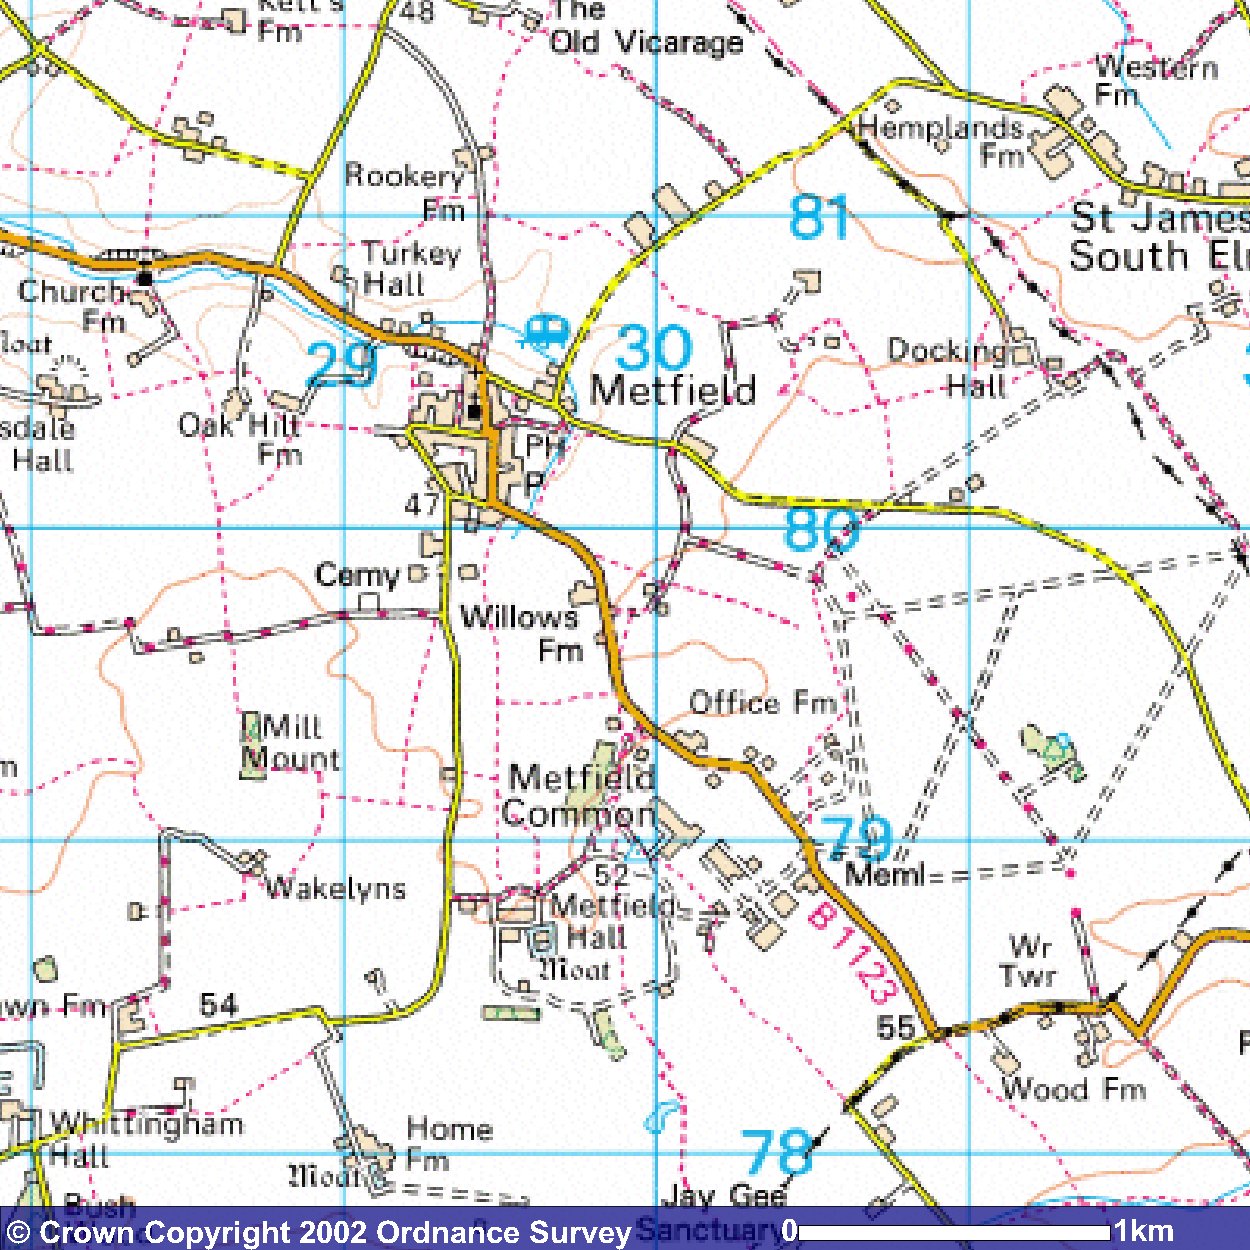 Kett's
Fm
48
The
Old Vicarage
Western
Fm
Hemplands
Fm
Rookery
Fm
81
St James
South El
Turkey
Hall
Church
Fm
29
30
Metfield
Docking
Hall
Oak Hill
Fm
sdale
Hall
PH
P
47
80
Cemy
Willows
Fm
Office Fm
Mill
Mount
m
Metfield
Common
79
Meml
52
Wakelyns
Metfield
Hall
Moat
B 1123
Wr
Twr
wn Fm
54
55
Wood Fm
Whittingham
Hall
Home
Fm
Moat
78
Jay Gee
Sanctuary
Bush
© Crown Copyright 2002 Ordnance Survey
0
1km